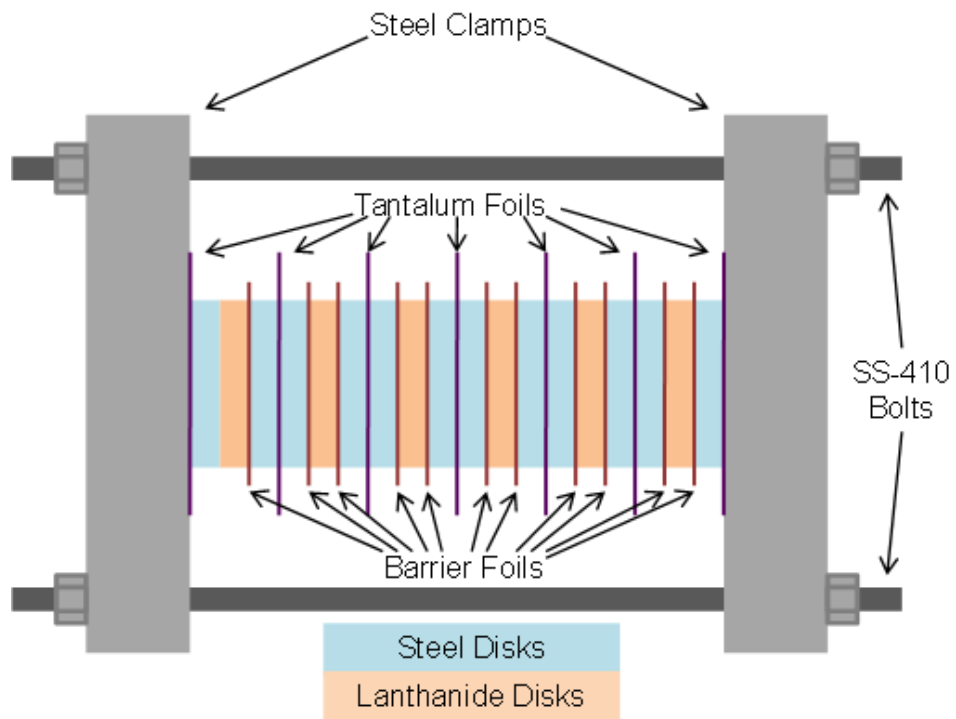 Steel Clamps
Tantalum Foils
SS-410
Bolts
Barrier Foils
Steel Disks
Lanthanide Disks